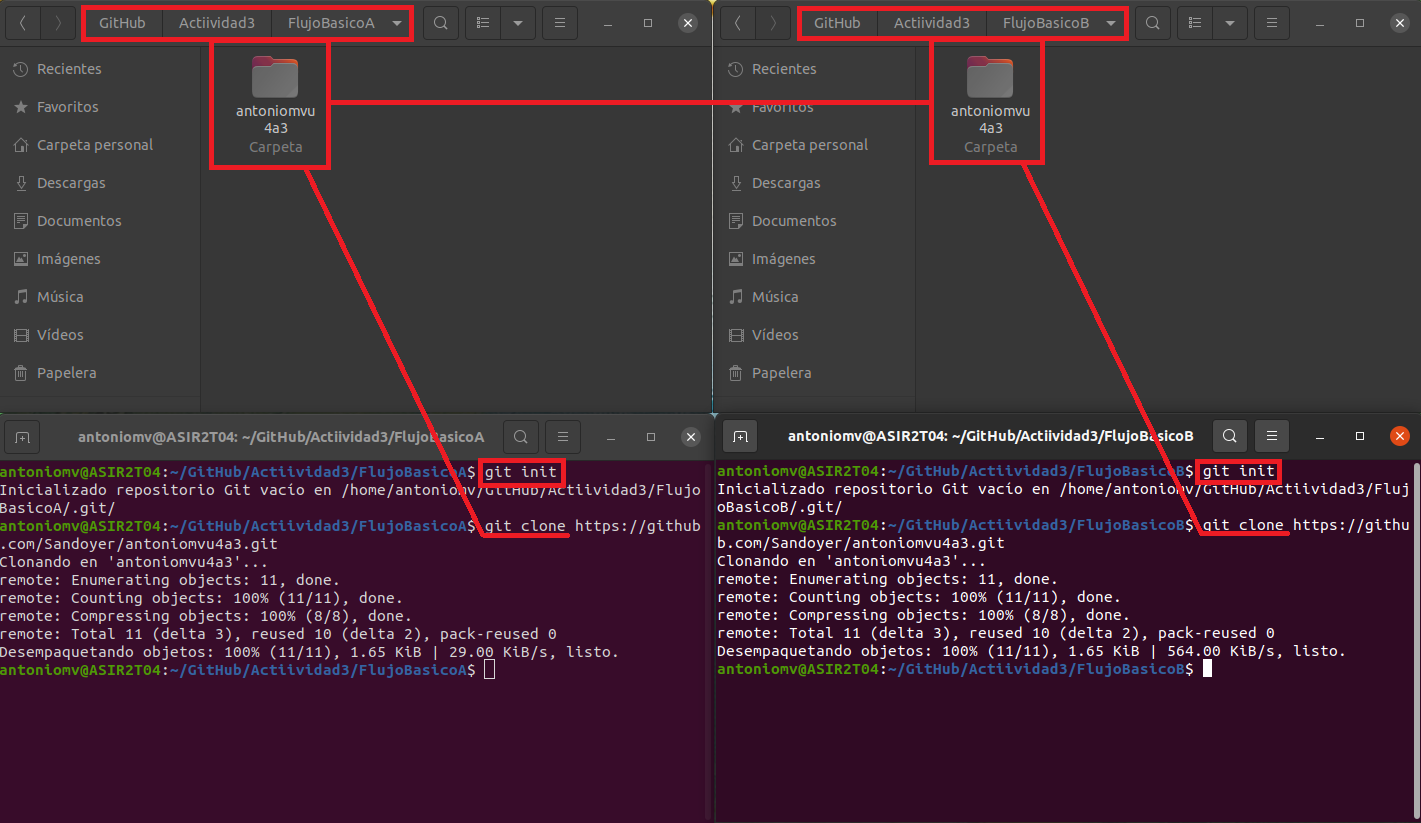 GitHub Actiividad3 FlujoBasicoA
Recientes
Favoritos
Carpeta personal
Descargas
Documentos
Imágenes
Música
Vídeos
Papelera
antoniomvu
4a3
Carpeta
GitHub Actiividad3 FlujoBasicoB
Recientes
Favoritos
Carpeta personal
Descargas
Documentos
Imágenes
Música
Vídeos
Papelera
antoniomvu
4a3
Carpeta
antoniomv@ASIR2T04: ~/GitHub/Actiividad3/FlujoBasicoA
antoniomv@ASIR2T04:~/GitHub/Actiividad3/FlujoBasicoA$ git init
Inicializado repositorio Git vacío en /home/antoniomv/GitHub/Actiividad3/Flujo
BasicoA/.git/
antoniomv@ASIR2T04:~/GitHub/Actiividad3/FlujoBasicoA$ git clone https://github
.com/Sandoyer/antoniomvu4a3.git
Clonando en 'antoniomvu4a3'...
remote: Enumerating objects: 11, done.
remote: Counting objects: 100% (11/11), done.
remote: Compressing objects: 100% (8/8), done.
remote: Total 11 (delta 3), reused 10 (delta 2), pack-reused 0
Desempaquetando objetos: 100% (11/11), 1.65 KiB | 29.00 KiB/s, listo.
antoniomv@ASIR2T04:~/GitHub/Actiividad3/FlujoBasicoA$
antoniomv@ASIR2T04: ~/GitHub/Actiividad3/FlujoBasicoB
antoniomv@ASIR2T04:~/GitHub/Actiividad3/FlujoBasicoB$ git init
Inicializado repositorio Git vacío en /home/antoniomv/GitHub/Actiividad3/Fluj
oBasicoB/.git/
antoniomv@ASIR2T04:~/GitHub/Actiividad3/FlujoBasicoB$ git clone https://githu
b.com/Sandoyer/antoniomvu4a3.git
Clonando en 'antoniomvu4a3'...
remote: Enumerating objects: 11, done.
remote: Counting objects: 100% (11/11), done.
remote: Compressing objects: 100% (8/8), done.
remote: Total 11 (delta 3), reused 10 (delta 2), pack-reused 0
Desempaquetando objetos: 100% (11/11), 1.65 KiB | 564.00 KiB/s, listo.
antoniomv@ASIR2T04:~/GitHub/Actiividad3/FlujoBasicoB$